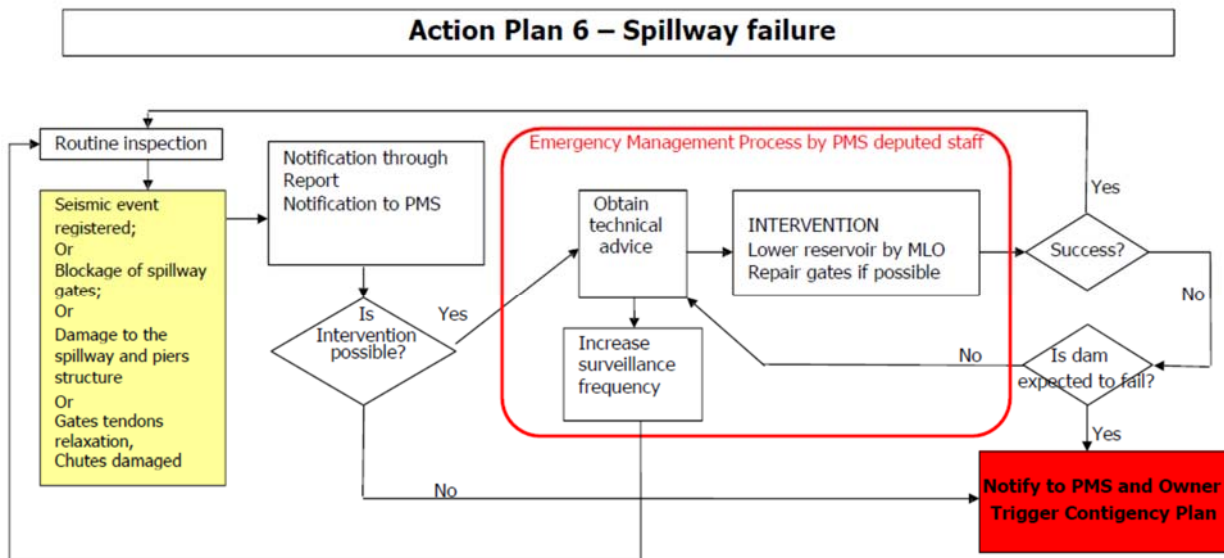 Action Plan 6 – Spillway failure
Routine inspection
Seismic event
registered;
Or
Blockage of spillway
gates;
Or
Damage to the
spillway and piers
structure
Or
Gates tendons
relaxation,
Chutes damaged
Notification through
Report
Notification to PMS
Is
Intervention
possible?
Yes
No
Emergency Management Process by PMS deputed staff
Obtain
technical
advice
Increase
surveillance
frequency
INTERVENTION
Lower reservoir by MLO
Repair gates if possible
Success?
Yes
No
Is dam
expected to fail?
No
Yes
Notify to PMS and Owner
Trigger Contigency Plan